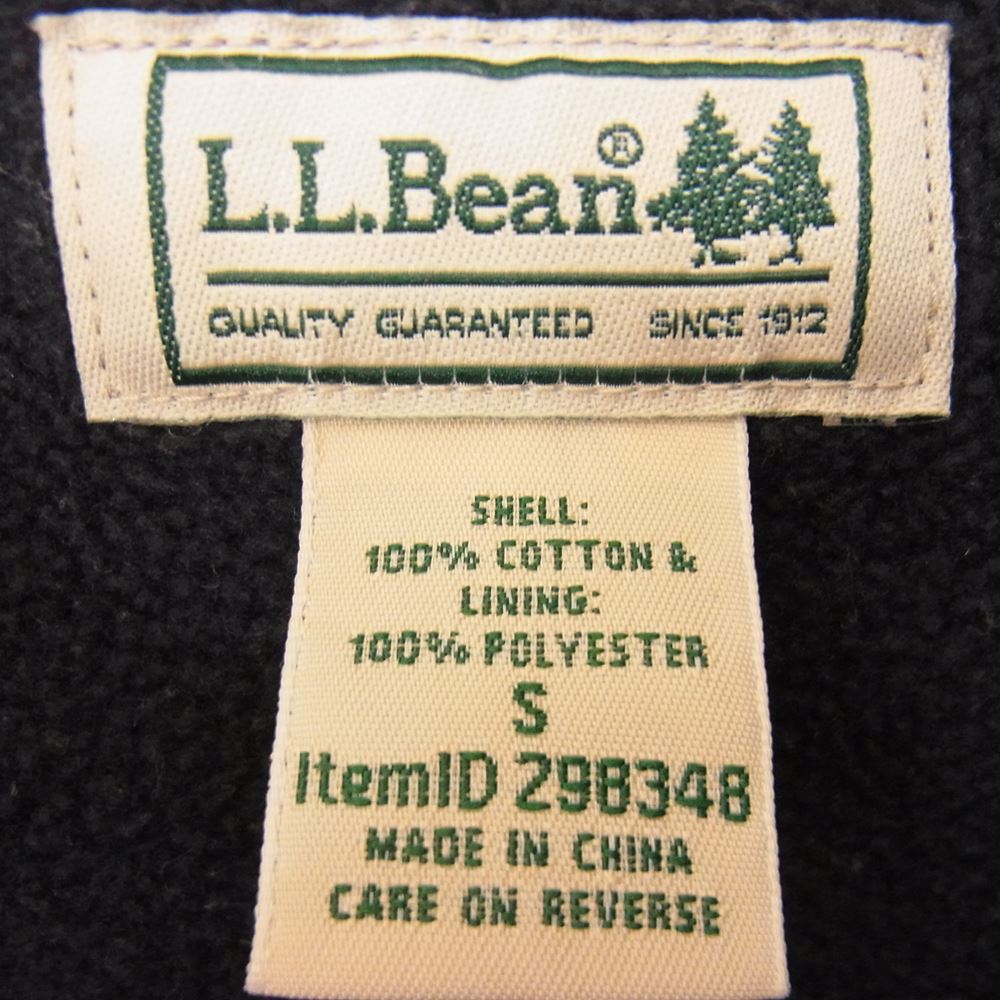 L.L.Bean®
QUALITY GUARANTEED SINCE 1912
SHELL:
100% COTTON &
LINING:
100% POLYESTER
S
ItemID 298348
MADE IN CHINA
CARE ON REVERSE